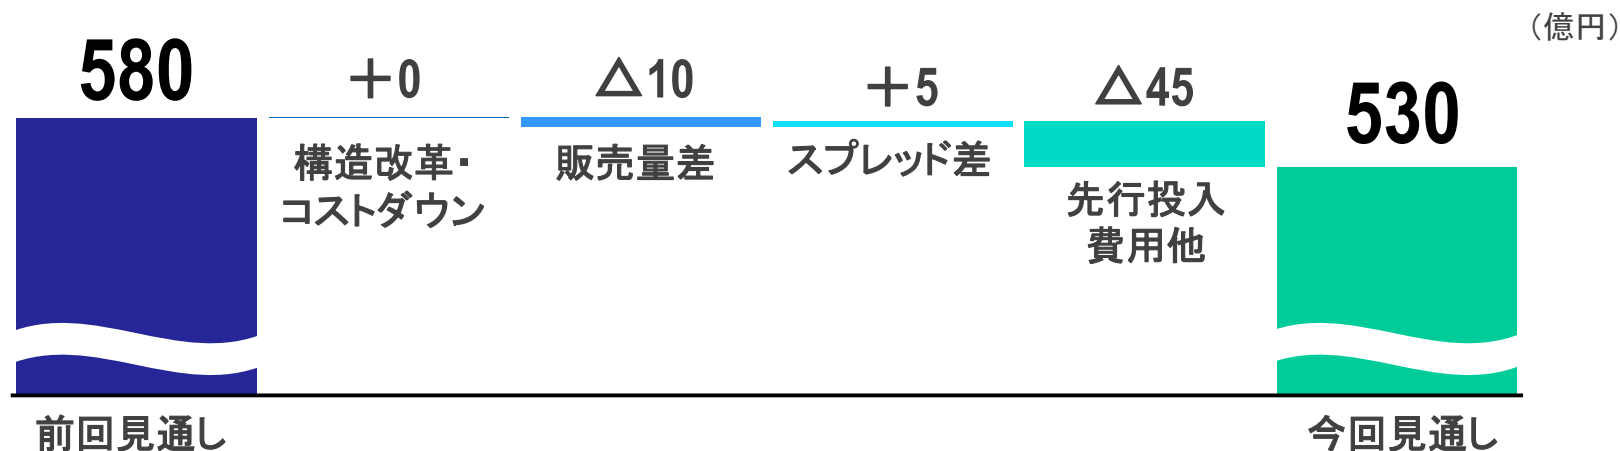 （億円）
580
＋0
△10
＋5
△45
530
構造改革・
コストダウン
販売量差
スプレッド差
先行投入
費用他
前回見通し
今回見通し